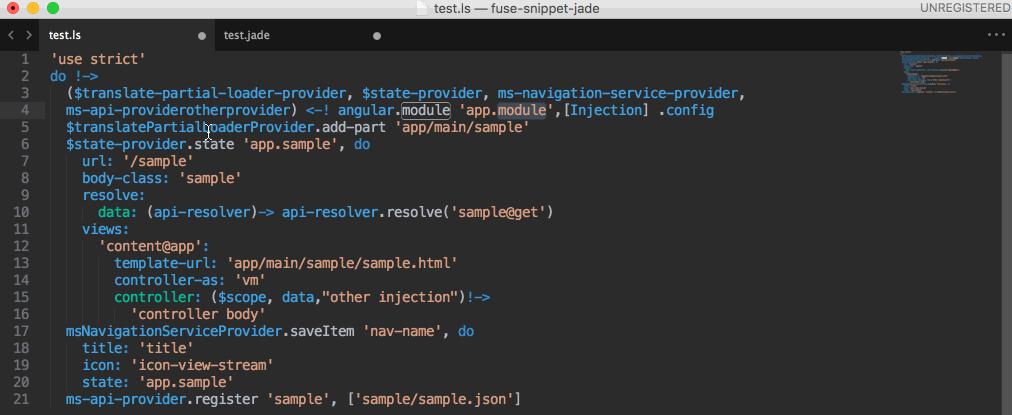 test.ls — fuse-snippet-jade
UNREGISTERED
test.ls
test.jade
1 'use strict'
2 do !->
3 ($translate-partial-loader-provider, $state-provider, ms-navigation-service-provider,
4 ms-api-providerotherprovider) <-! angular.module 'app.module',[Injection] .config
5 $translatePartialLoaderProvider.add-part 'app/main/sample'
6 $state-provider.state 'app.sample', do
7 url: '/sample'
8 body-class: 'sample'
9 resolve:
10 data: (api-resolver)-> api-resolver.resolve('sample@get')
11 views:
12 'content@app':
13 template-url: 'app/main/sample/sample.html'
14 controller-as: 'vm'
15 controller: ($scope, data,"other injection")!->
16 'controller body'
17 msNavigationServiceProvider.saveItem 'nav-name', do
18 title: 'title'
19 icon: 'icon-view-stream'
20 state: 'app.sample'
21 ms-api-provider.register 'sample', ['sample/sample.json']